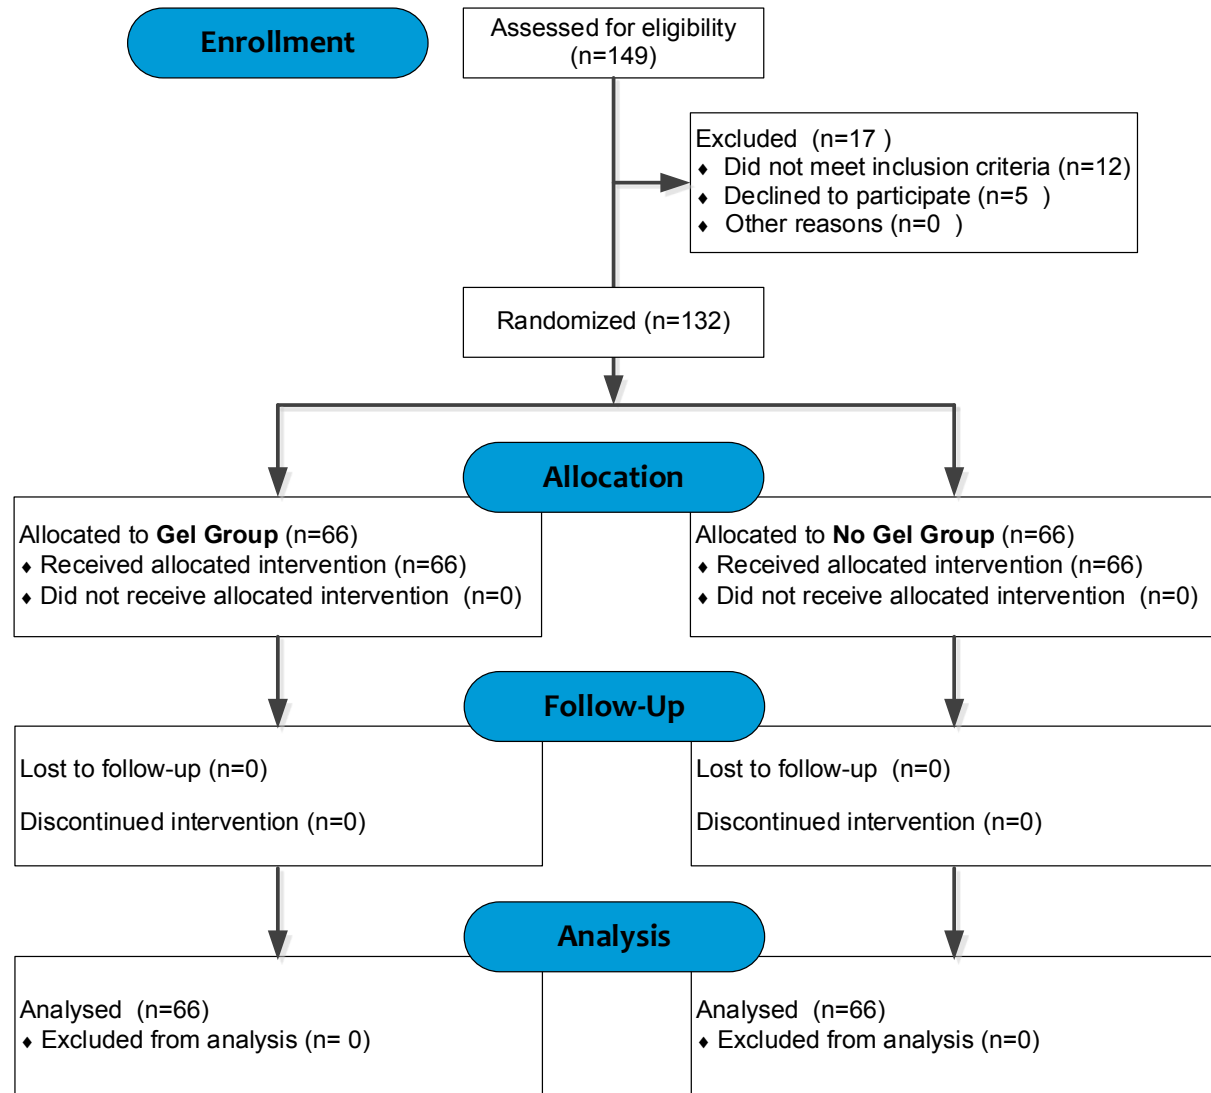 Enrollment
Assessed for eligibility
(n=149)
Excluded  (n=17 )
♦ Did not meet inclusion criteria (n=12)
♦ Declined to participate (n=5  )
♦ Other reasons (n=0  )
Randomized (n=132)
Allocation
Allocated to Gel Group (n=66)
♦ Received allocated intervention (n=66)
♦ Did not receive allocated intervention  (n=0)
Allocated to No Gel Group (n=66)
♦ Received allocated intervention (n=66)
♦ Did not receive allocated intervention  (n=0)
Follow-Up
Lost to follow-up (n=0)
Discontinued intervention (n=0)
Lost to follow-up  (n=0)
Discontinued intervention (n=0)
Analysis
Analysed  (n=66)
♦ Excluded from analysis (n= 0)
Analysed  (n=66)
♦ Excluded from analysis (n=0)